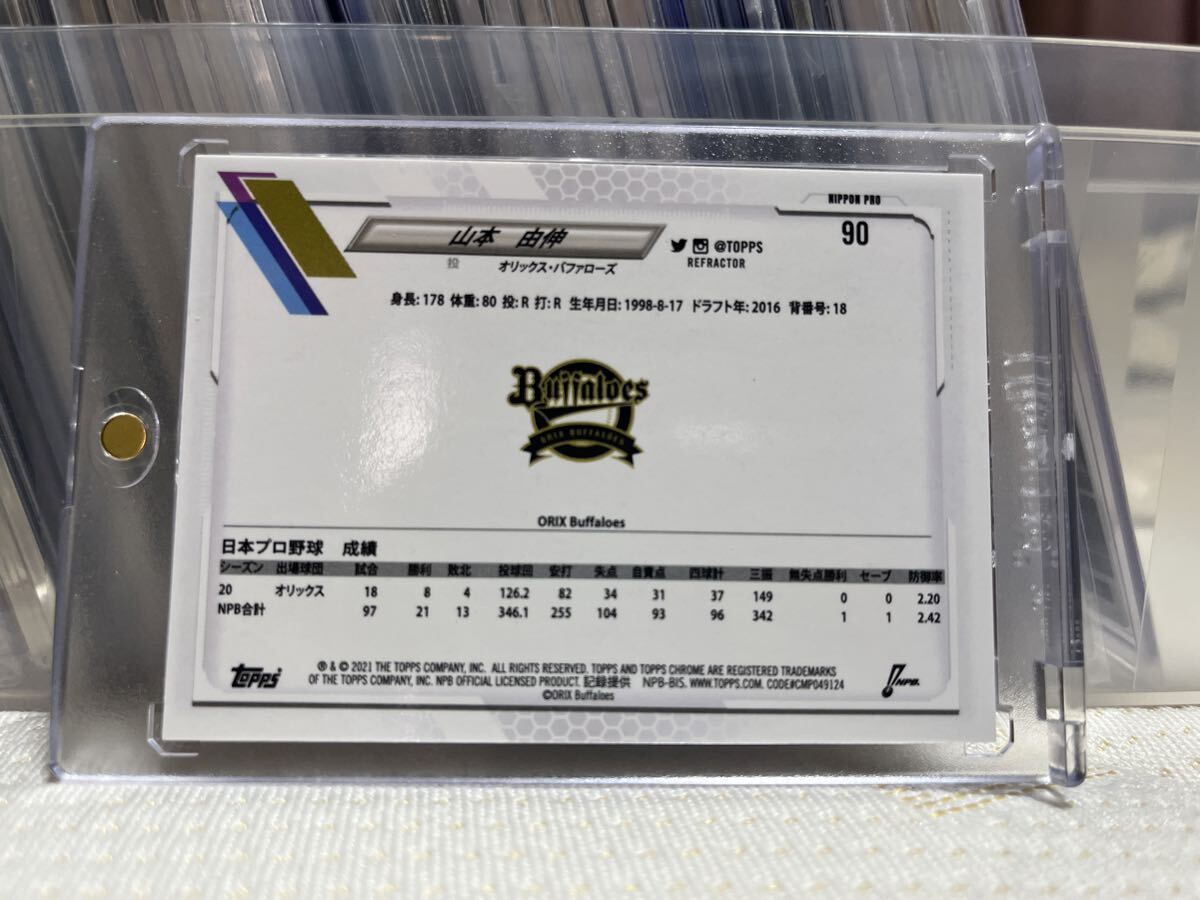 NIPPON PRO
90
山本 由伸
@TOPPS
REFRACTOR
投 オリックス・バファローズ
身長: 178 体重: 80 投: R 打: R 生年月日: 1998-8-17 ドラフト年: 2016 背番号: 18
Buffaloes
ORIX BUFFALOES
ORIX Buffaloes
日本プロ野球 成績
シーズン 出場球団 試合 勝利 敗北 投球回 安打 失点 自責点 四球計 三振 無失点勝利 セーブ 防御率
20 オリックス 18 8 4 126.2 82 34 31 37 149 0 0 2.20
NPB合計 97 21 13 346.1 255 104 93 96 342 1 1 2.42
Topps
® & © 2021 THE TOPPS COMPANY, INC. ALL RIGHTS RESERVED. TOPPS AND TOPPS CHROME ARE REGISTERED TRADEMARKS
OF THE TOPPS COMPANY, INC. NPB OFFICIAL LICENSED PRODUCT. 記録提供 NPB-BIS. WWW.TOPPS.COM. CODE#CMP049124
©ORIX Buffaloes
NPB.